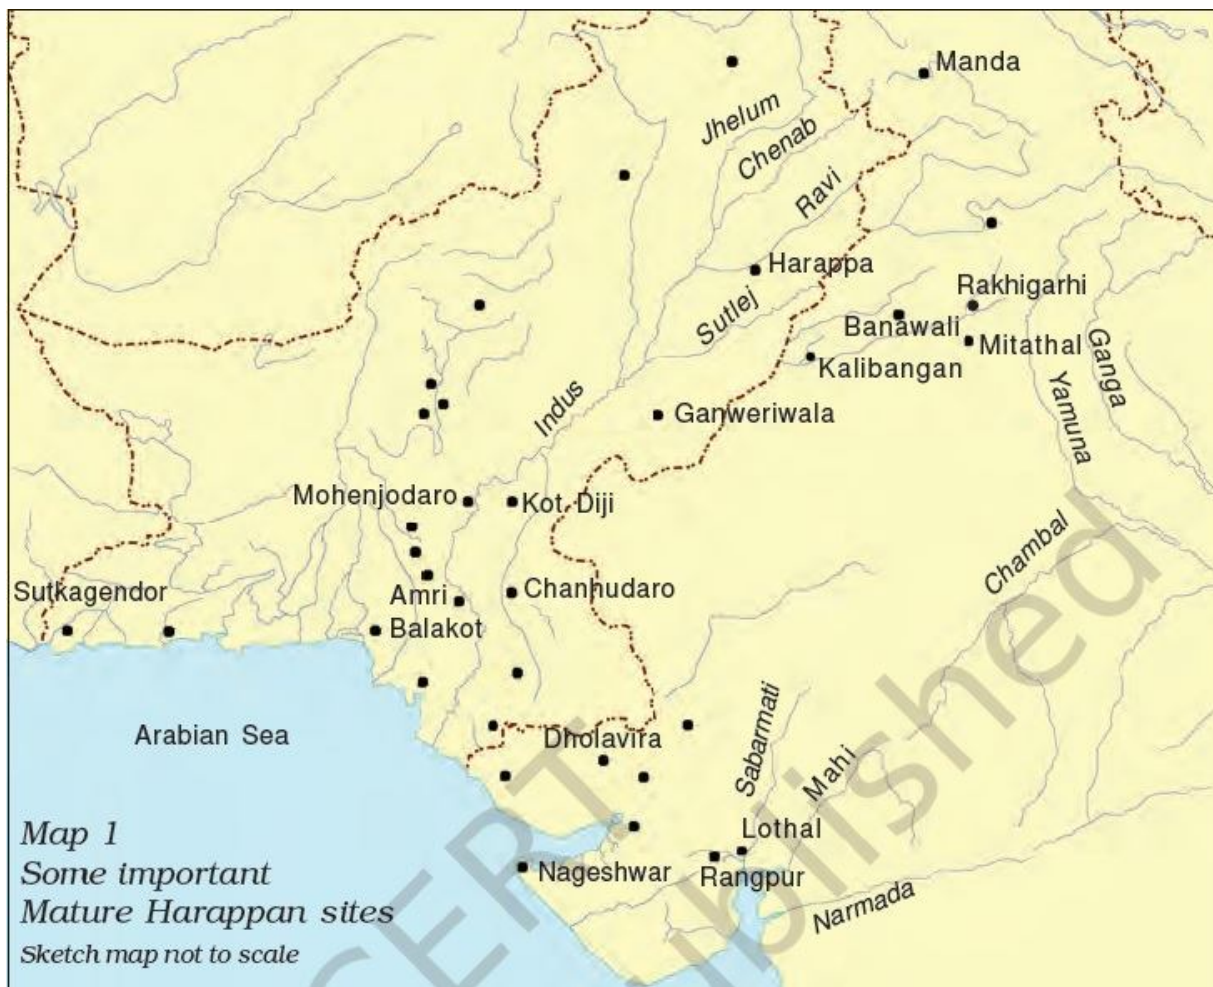 Manda
Jhelum
Chenab
Ravi
Harappa
Sutlej
Rakhigarhi
Banawali
Mitathal
Kalibangan
Ganga
Yamuna
Indus
Ganweriwala
Mohenjodaro
Kot Diji
Chambal
Sutkagendor
Amri
Chanhudaro
Balakot
Arabian Sea
Dholavira
Sabarmati
Mahi
Lothal
Nageshwar
Rangpur
Narmada
Map 1
Some important
Mature Harappan sites
Sketch map not to scale